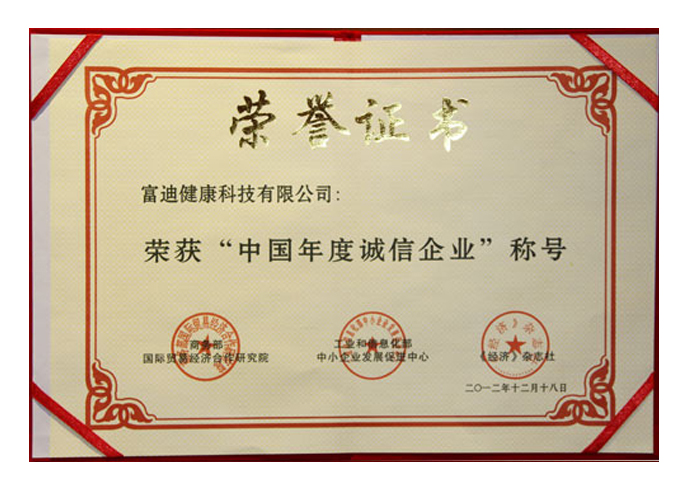 荣誉证书
富迪健康科技有限公司:
荣获“中国年度诚信企业”称号
商务部
国际贸易经济合作研究院
工业和信息化部
中小企业发展促进中心
《经济》杂志社
二〇一二年十二月十八日